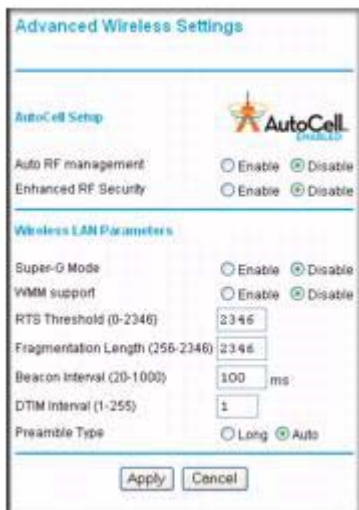 Advanced Wireless Settings
AutoCell Setup
AutoCell
ENABLED
Auto RF management Enable Disable
Enhanced RF Security Enable Disable
Wireless LAN Parameters
Super-G Mode Enable Disable
WMM support Enable Disable
RTS Threshold (0-2346) 2346
Fragmentation Length (256-2346) 2346
Beacon Interval (20-1000) 100 ms
DTIM Interval (1-255) 1
Preamble Type Long Auto
Apply Cancel